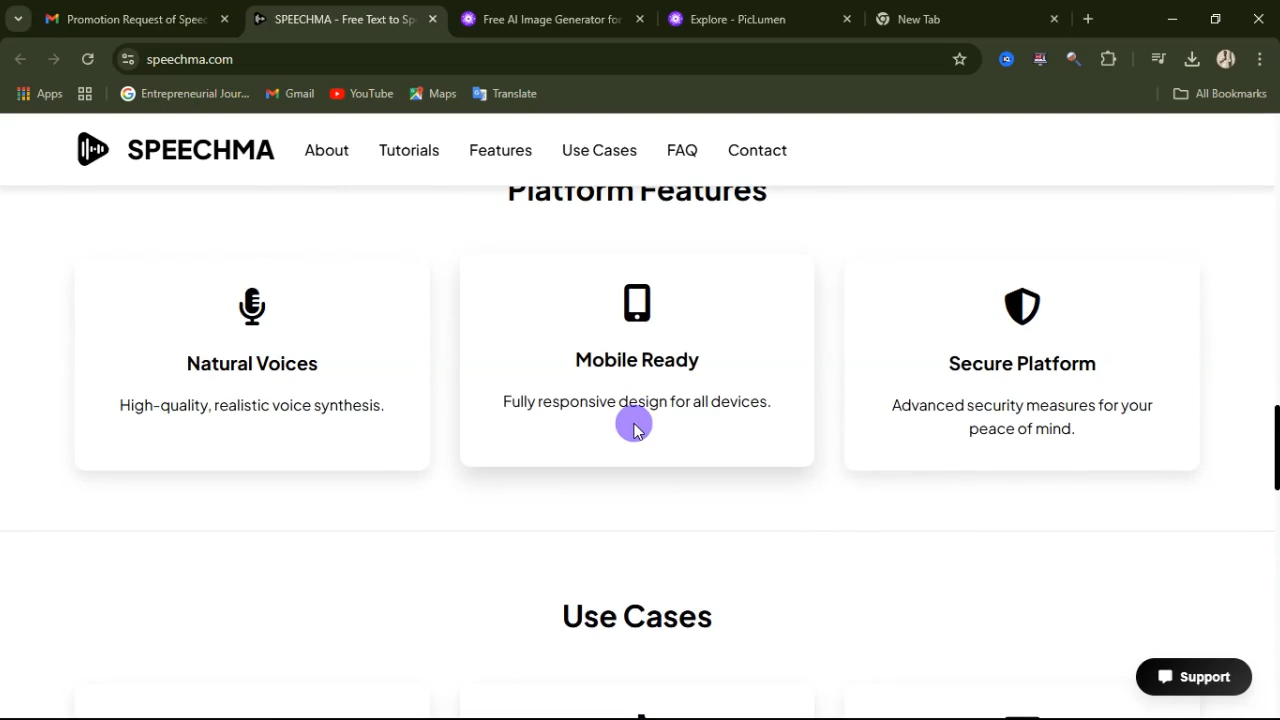 Promotion Request of Speec
SPEECHMA - Free Text to Sp
Free AI Image Generator for
Explore - PicLumen
New Tab
speechma.com
Apps
Entrepreneurial Jour...
Gmail
YouTube
Maps
Translate
All Bookmarks
SPEECHMA
About
Tutorials
Features
Use Cases
FAQ
Contact
Platform Features
Natural Voices
High-quality, realistic voice synthesis.
Mobile Ready
Fully responsive design for all devices.
Secure Platform
Advanced security measures for your
peace of mind.
Use Cases
Support